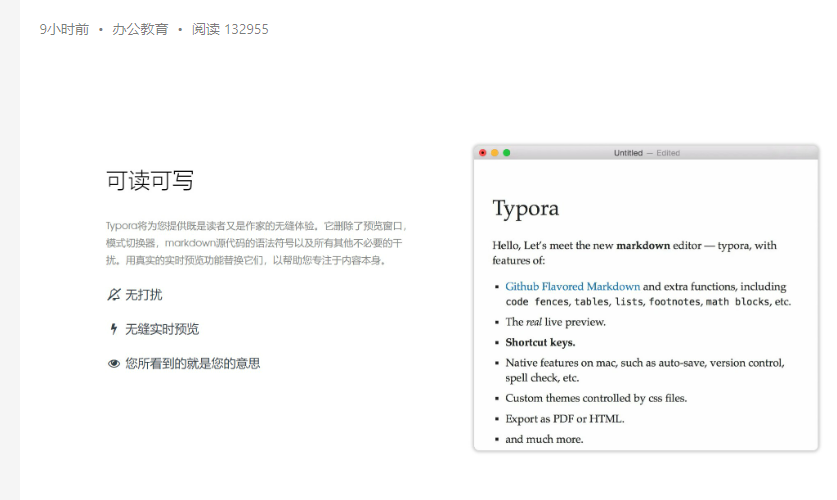 9小时前 • 办公教育 • 阅读 132955
可读可写
Typora将为您提供既是读者又是作家的无缝体验。它删除了预览窗口，
模式切换器，markdown源代码的语法符号以及所有其他不必要的干
扰。用真实的实时预览功能替换它们，以帮助您专注于内容本身。
无打扰
无缝实时预览
您所看到的就是您的意思
Untitled — Edited
Typora
Hello, Let's meet the new markdown editor — typora, with
features of:
▪ Github Flavored Markdown and extra functions, including
code fences, tables, lists, footnotes, math blocks, etc.
▪ The real live preview.
▪ Shortcut keys.
▪ Native features on mac, such as auto-save, version control,
spell check, etc.
▪ Custom themes controlled by css files.
▪ Export as PDF or HTML.
▪ and much more.